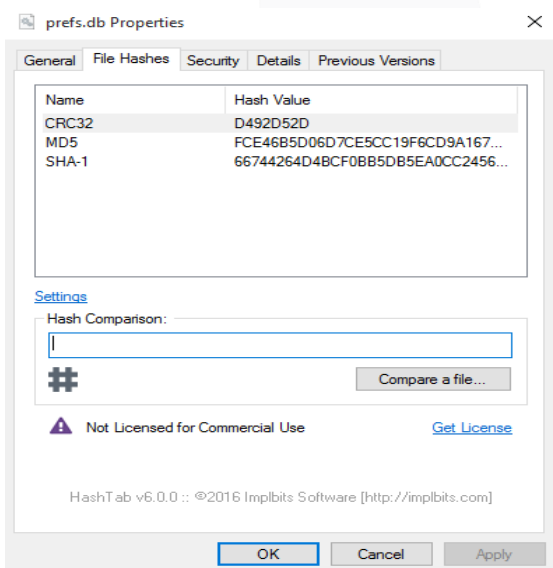 prefs.db Properties
General File Hashes Security Details Previous Versions
Name Hash Value
CRC32 D492D52D
MD5 FCE46B5D06D7CE5CC19F6CD9A167...
SHA-1 66744264D4BCF0BB5DB5EA0CC2456...
Settings
Hash Comparison:
Compare a file...
Not Licensed for Commercial Use Get License
HashTab v6.0.0 :: ©2016 Implbits Software [http://implbits.com]
OK Cancel Apply